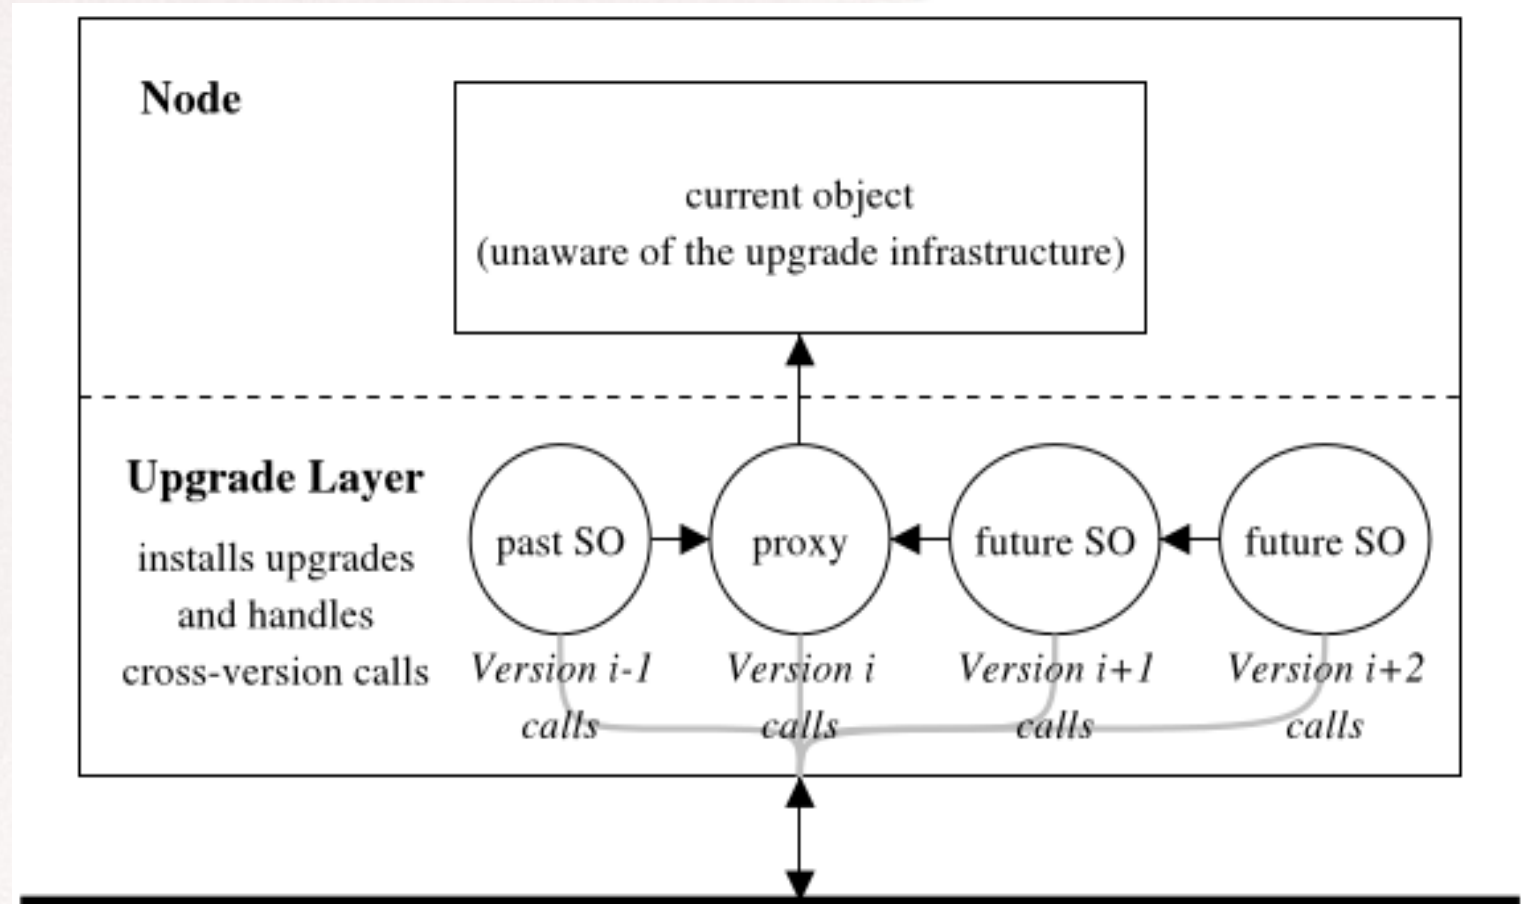 Node
current object
(unaware of the upgrade infrastructure)
Upgrade Layer
installs upgrades
and handles
cross-version calls
past SO
proxy
future SO
future SO
Version i-1
calls
Version i
calls
Version i+1
calls
Version i+2
calls